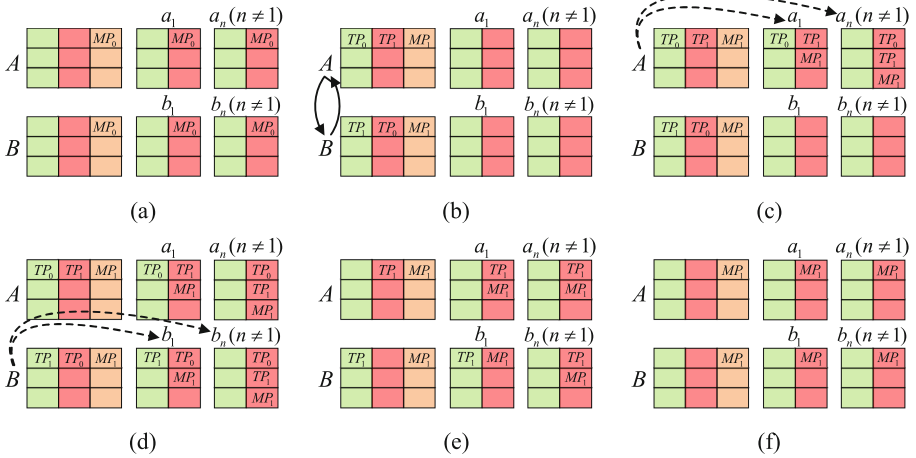 a₁ aₙ(n ≠ 1) a₁ aₙ(n ≠ 1) a₁ aₙ(n ≠ 1)
MP₀ MP₀ MP₀ TP₀ TP₁ MP₁ TP₀ TP₁ MP₁ TP₀ TP₁ TP₀
A A A MP₁ TP₁
MP₁
b₁ bₙ(n ≠ 1) b₁ bₙ(n ≠ 1) b₁ bₙ(n ≠ 1)
MP₀ MP₀ MP₀ TP₁ TP₀ MP₁ TP₁ TP₀ MP₁
B B B
(a) (b) (c)
a₁ aₙ(n ≠ 1) a₁ aₙ(n ≠ 1) a₁ aₙ(n ≠ 1)
TP₀ TP₁ MP₁ TP₀ TP₁ TP₀ TP₁ MP₁ TP₁ TP₁ MP₁ MP₁ MP₁
A MP₁ TP₁ A MP₁ MP₁ A
MP₁
b₁ bₙ(n ≠ 1) b₁ bₙ(n ≠ 1) b₁ bₙ(n ≠ 1)
TP₁ TP₀ MP₁ TP₁ TP₀ TP₀ MP₁ TP₁ MP₁ TP₁ MP₁ MP₁ MP₁
B MP₁ TP₁ B MP₁ B
MP₁
(d) (e) (f)